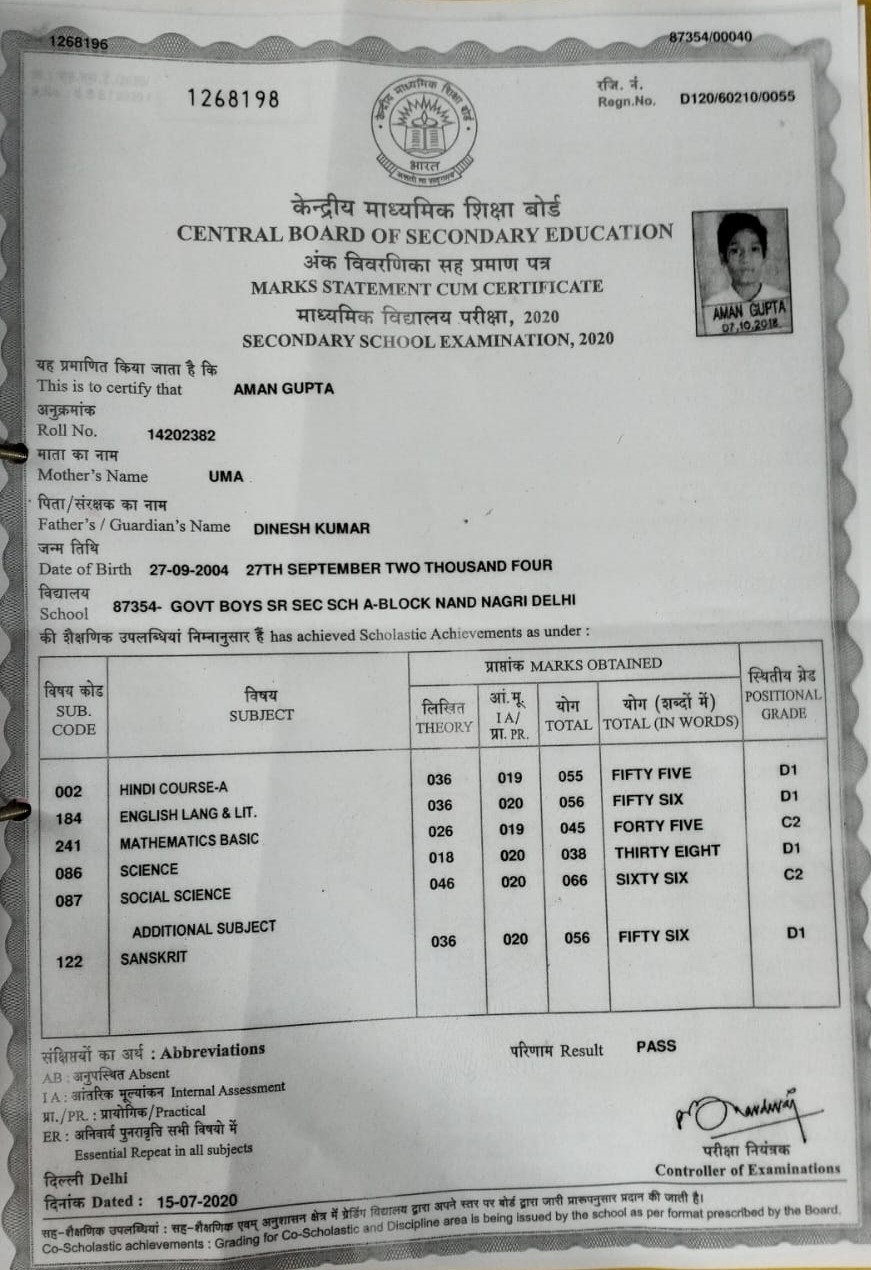 1268196
87354/00040
1268198
रजि. नं.
Regn.No. D120/60210/0055
केन्द्रीय माध्यमिक शिक्षा बोर्ड
भारत
असतो मा सद्गमय
केन्द्रीय माध्यमिक शिक्षा बोर्ड
CENTRAL BOARD OF SECONDARY EDUCATION
अंक विवरणिका सह प्रमाण पत्र
MARKS STATEMENT CUM CERTIFICATE
माध्यमिक विद्यालय परीक्षा, 2020
SECONDARY SCHOOL EXAMINATION, 2020
AMAN GUPTA
07.10.2018
यह प्रमाणित किया जाता है कि
This is to certify that AMAN GUPTA
अनुक्रमांक
Roll No. 14202382
माता का नाम
Mother's Name UMA
पिता/संरक्षक का नाम
Father's / Guardian's Name DINESH KUMAR
जन्म तिथि
Date of Birth 27-09-2004 27TH SEPTEMBER TWO THOUSAND FOUR
विद्यालय
School 87354- GOVT BOYS SR SEC SCH A-BLOCK NAND NAGRI DELHI
की शैक्षणिक उपलब्धियां निम्नानुसार हैं has achieved Scholastic Achievements as under :
विषय कोड SUB. CODE
विषय SUBJECT
प्राप्तांक MARKS OBTAINED
लिखित THEORY
आं.मू. I A/ प्रा. PR.
योग TOTAL
योग (शब्दों में) TOTAL (IN WORDS)
स्थितीय ग्रेड POSITIONAL GRADE
002 HINDI COURSE-A 036 019 055 FIFTY FIVE D1
184 ENGLISH LANG & LIT. 036 020 056 FIFTY SIX D1
241 MATHEMATICS BASIC 026 019 045 FORTY FIVE C2
086 SCIENCE 018 020 038 THIRTY EIGHT D1
087 SOCIAL SCIENCE 046 020 066 SIXTY SIX C2
ADDITIONAL SUBJECT
122 SANSKRIT 036 020 056 FIFTY SIX D1
संक्षिप्तयों का अर्थ : Abbreviations
परिणाम Result PASS
AB : अनुपस्थित Absent
I A : आंतरिक मूल्यांकन Internal Assessment
प्रा./PR. : प्रायोगिक/Practical
ER : अनिवार्य पुनरावृत्ति सभी विषयो में
Essential Repeat in all subjects
परीक्षा नियंत्रक
Controller of Examinations
दिल्ली Delhi
दिनांक Dated : 15-07-2020
सह-शैक्षणिक उपलब्धियां : सह-शैक्षणिक एवम् अनुशासन क्षेत्र में ग्रेडिंग विद्यालय द्वारा अपने स्तर पर बोर्ड द्वारा जारी प्रारूपनुसार प्रदान की जाती है।
Co-Scholastic achievements : Grading for Co-Scholastic and Discipline area is being issued by the school as per format prescribed by the Board.